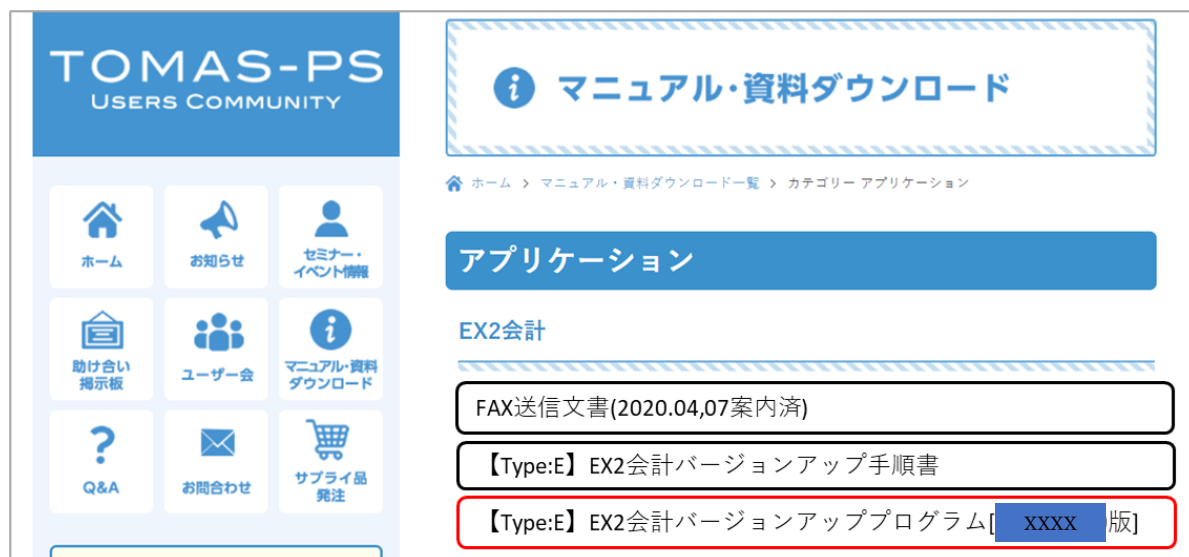 TOMAS-PS
USERS COMMUNITY
ホーム
お知らせ
セミナー・
イベント情報
助け合い
掲示板
ユーザー会
マニュアル・資料
ダウンロード
Q&A
お問合わせ
サプライ品
発注
マニュアル・資料ダウンロード
ホーム > マニュアル・資料ダウンロード一覧 > カテゴリー アプリケーション
アプリケーション
EX2会計
FAX送信文書(2020.04,07案内済)
【Type:E】EX2会計バージョンアップ手順書
【Type:E】EX2会計バージョンアッププログラム[ XXXX 版]